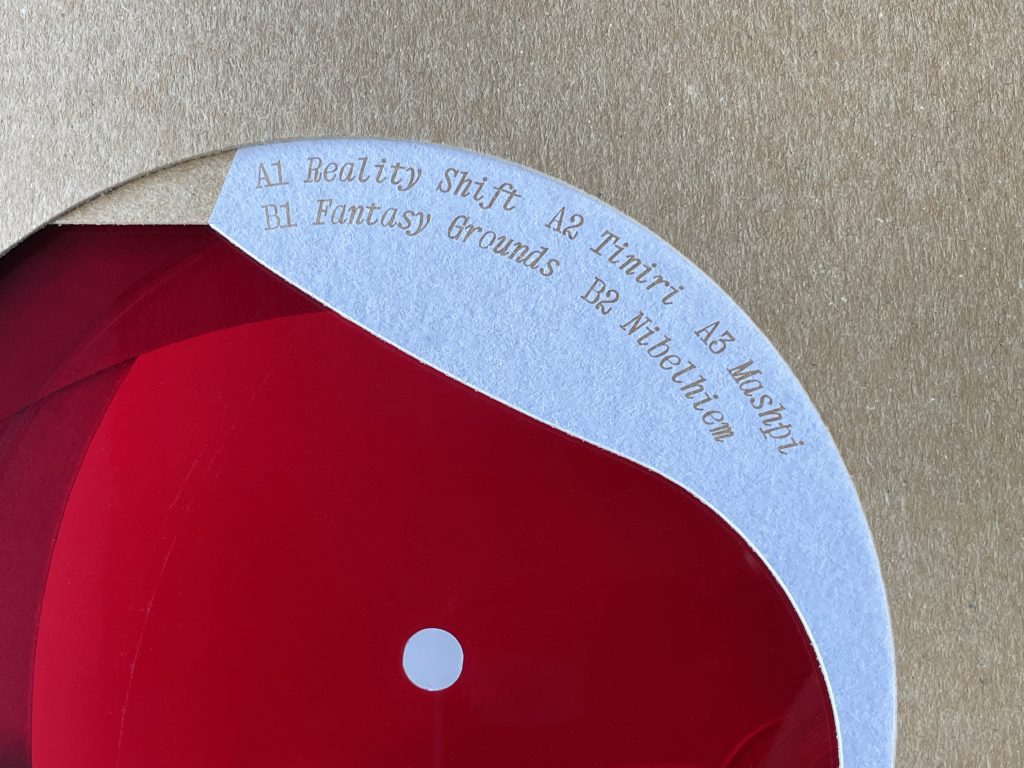 A1 Reality Shift A2 Tiniri A3 Mashpi
B1 Fantasy Grounds B2 Nibelhiem